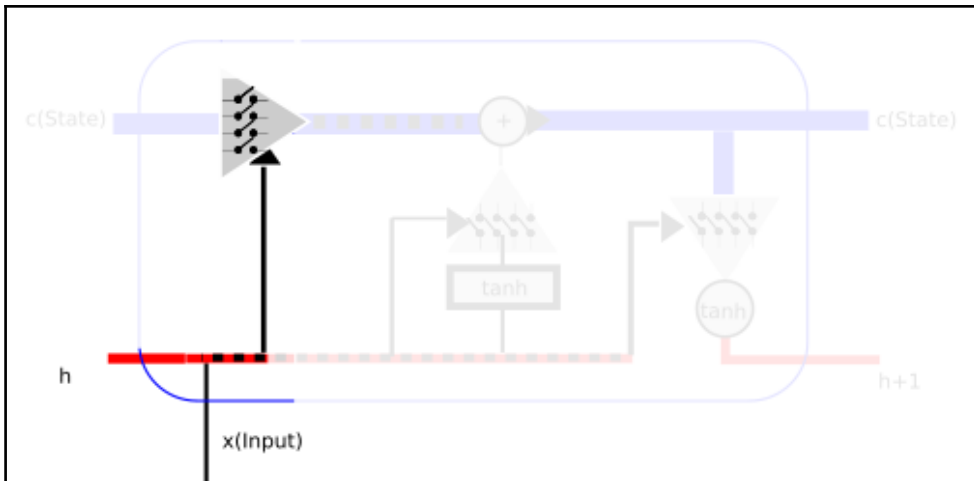 c(State)
+
c(State)
tanh
tanh
h
h+1
x(Input)